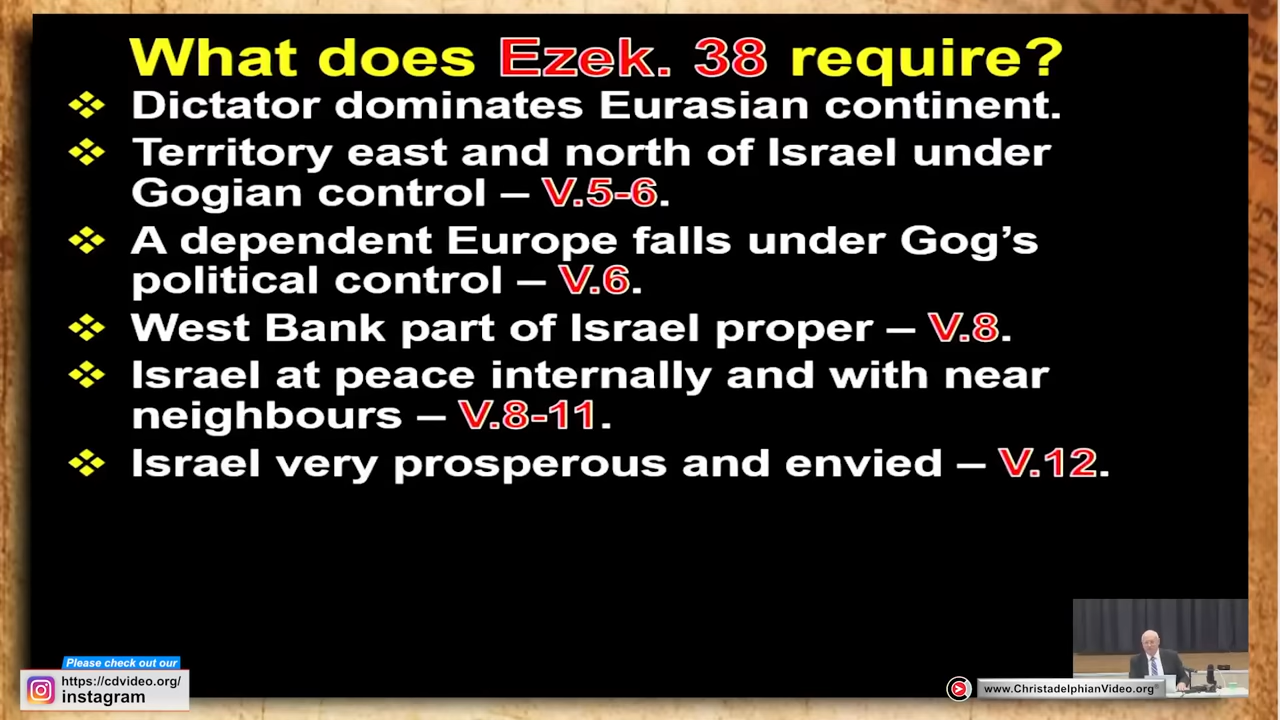 What does Ezek. 38 require?
❖ Dictator dominates Eurasian continent.
❖ Territory east and north of Israel under
Gogian control – V.5-6.
❖ A dependent Europe falls under Gog’s
political control – V.6.
❖ West Bank part of Israel proper – V.8.
❖ Israel at peace internally and with near
neighbours – V.8-11.
❖ Israel very prosperous and envied – V.12.
Please check out our
https://cdvideo.org/
instagram
www.ChristadelphianVideo.org